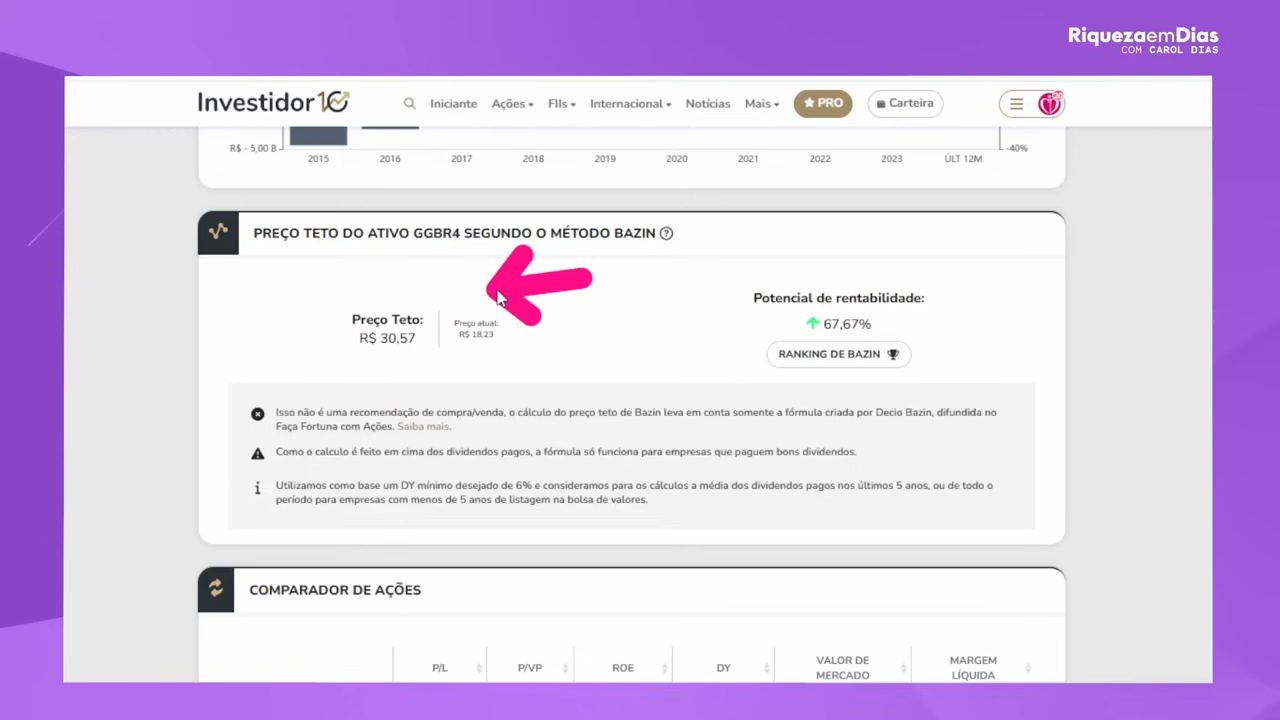 RiquezaemDias
COM CAROL DIAS
Investidor10
Iniciante Ações FIIs Internacional Notícias Mais PRO Carteira
R$ - 5,00 B
-40%
2015 2016 2017 2018 2019 2020 2021 2022 2023 ÚLT 12M
PREÇO TETO DO ATIVO GGBR4 SEGUNDO O MÉTODO BAZIN ?
Preço Teto:
R$ 30,57
Preço atual:
R$ 18,23
Potencial de rentabilidade:
67,67%
RANKING DE BAZIN
Isso não é uma recomendação de compra/venda, o cálculo do preço teto de Bazin leva em conta somente a fórmula criada por Decio Bazin, difundida no
Faça Fortuna com Ações. Saiba mais.
Como o calculo é feito em cima dos dividendos pagos, a fórmula só funciona para empresas que paguem bons dividendos.
Utilizamos como base um DY mínimo desejado de 6% e consideramos para os cálculos a média dos dividendos pagos nos últimos 5 anos, ou de todo o
período para empresas com menos de 5 anos de listagem na bolsa de valores.
COMPARADOR DE AÇÕES
P/L P/VP ROE DY VALOR DE MERCADO MARGEM LÍQUIDA